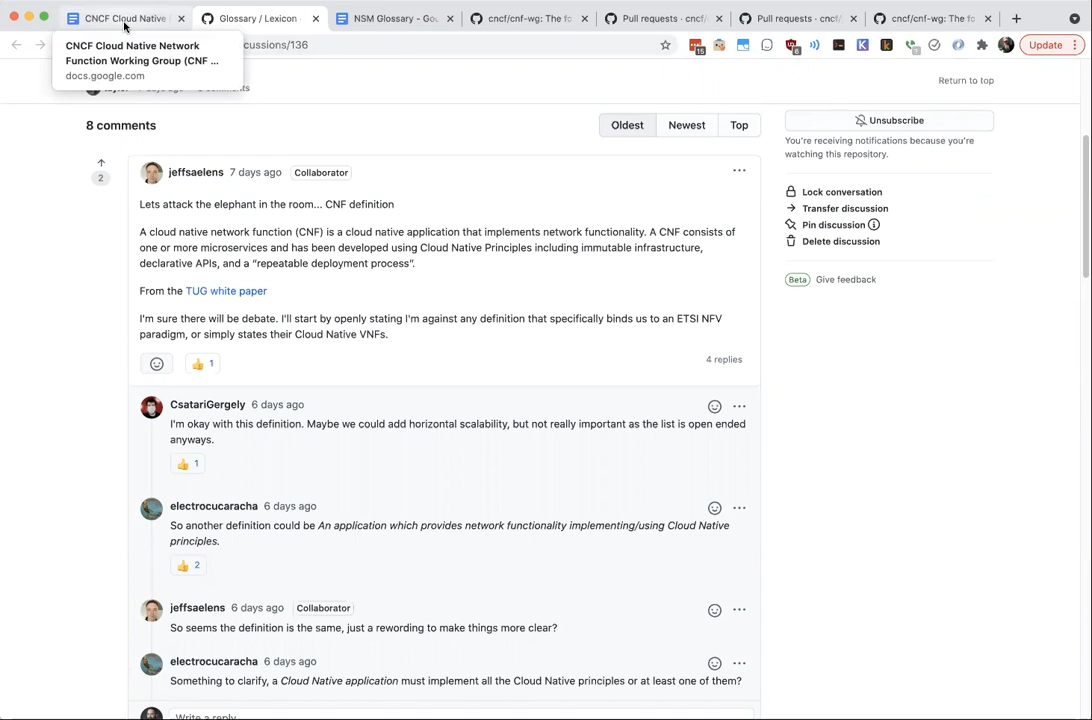 CNCF Cloud Native
Glossary / Lexicon
NSM Glossary - Goo
cncf/cnf-wg: The fo
Pull requests · cncf/c
Pull requests · cncf/c
cncf/cnf-wg: The fo
cussions/136
Update
CNCF Cloud Native Network
Function Working Group (CNF ...
docs.google.com
Return to top
8 comments
Oldest
Newest
Top
Unsubscribe
You're receiving notifications because you're
watching this repository.
2
jeffsaelens 7 days ago Collaborator
Lock conversation
Transfer discussion
Pin discussion
Delete discussion
Lets attack the elephant in the room... CNF definition
A cloud native network function (CNF) is a cloud native application that implements network functionality. A CNF consists of
one or more microservices and has been developed using Cloud Native Principles including immutable infrastructure,
declarative APIs, and a “repeatable deployment process”.
Beta Give feedback
From the TUG white paper
I'm sure there will be debate. I'll start by openly stating I'm against any definition that specifically binds us to an ETSI NFV
paradigm, or simply states their Cloud Native VNFs.
1
4 replies
CsatariGergely 6 days ago
I'm okay with this definition. Maybe we could add horizontal scalability, but not really important as the list is open ended
anyways.
1
electrocucaracha 6 days ago
So another definition could be An application which provides network functionality implementing/using Cloud Native
principles.
2
jeffsaelens 6 days ago Collaborator
So seems the definition is the same, just a rewording to make things more clear?
electrocucaracha 6 days ago
Something to clarify, a Cloud Native application must implement all the Cloud Native principles or at least one of them?
Write a reply